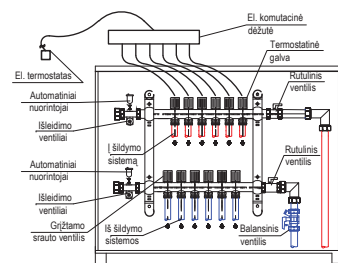 El. komutacinė
dėžutė
El. termostatas
Termostatinė
galva
Automatiniai
nuorintojai
Rutulinis
ventilis
Išleidimo
ventiliai
Į šildymo
sistemą
Automatiniai
nuorintojai
Rutulinis
ventilis
Išleidimo
ventiliai
Grįžtamo
srauto ventilis
Iš šildymo
sistemos
Balansinis
ventilis